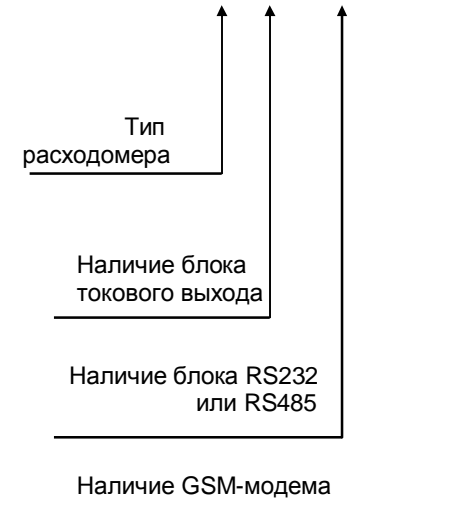 Тип
расходомера
Наличие блока
токового выхода
Наличие блока RS232
или RS485
Наличие GSM-модема